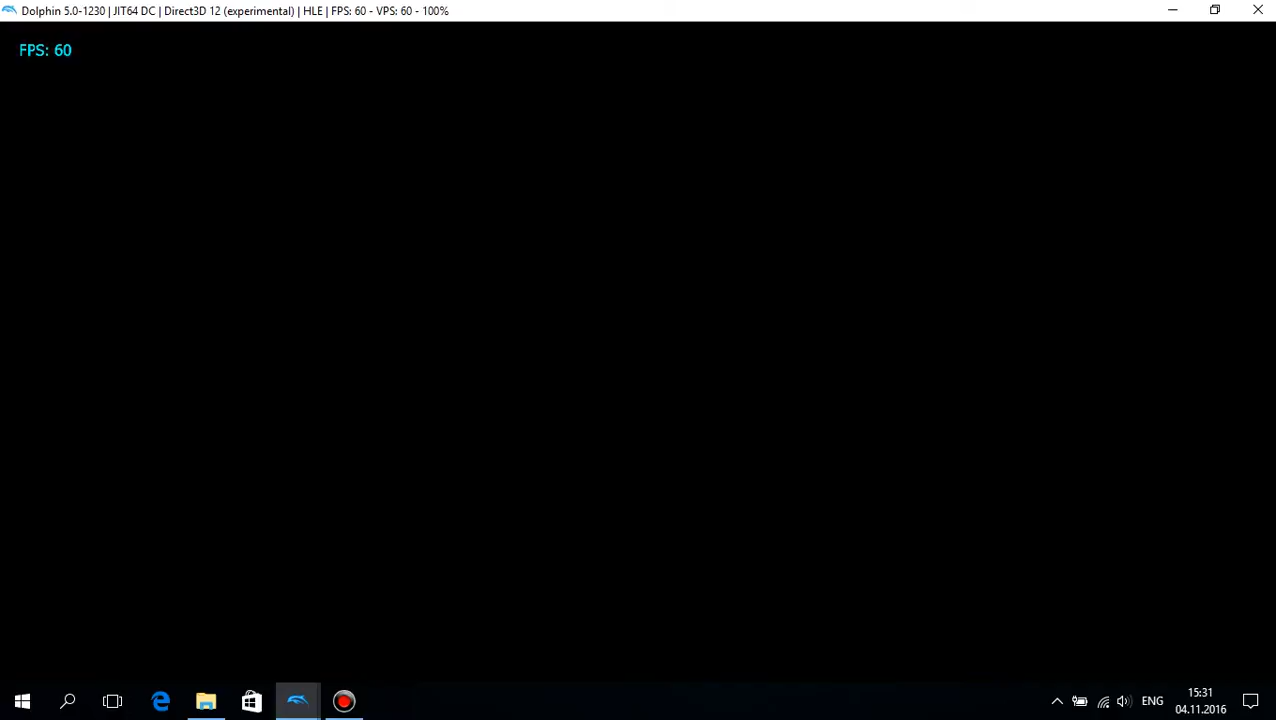 Dolphin 5.0-1230 | JIT64 DC | Direct3D 12 (experimental) | HLE | FPS: 60 - VPS: 60 - 100%
FPS: 60
ENG
15:31
04.11.2016